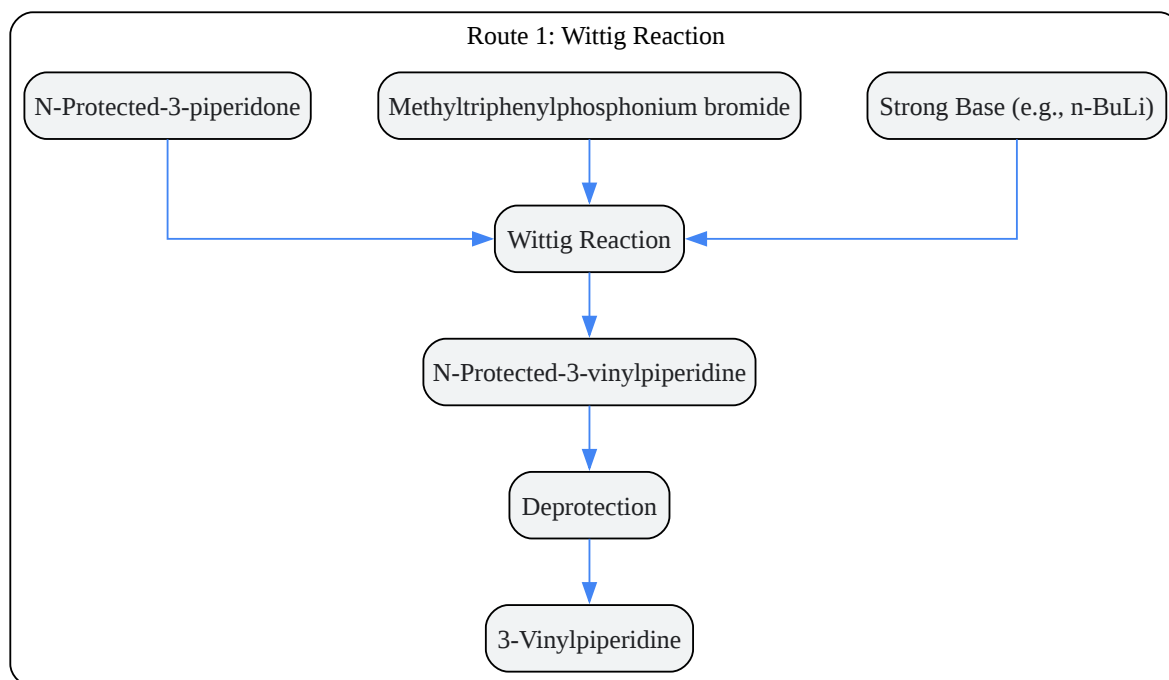 Route 1: Wittig Reaction
N-Protected-3-piperidone
Methyltriphenylphosphonium bromide
Strong Base (e.g., n-BuLi)
Wittig Reaction
N-Protected-3-vinylpiperidine
Deprotection
3-Vinylpiperidine